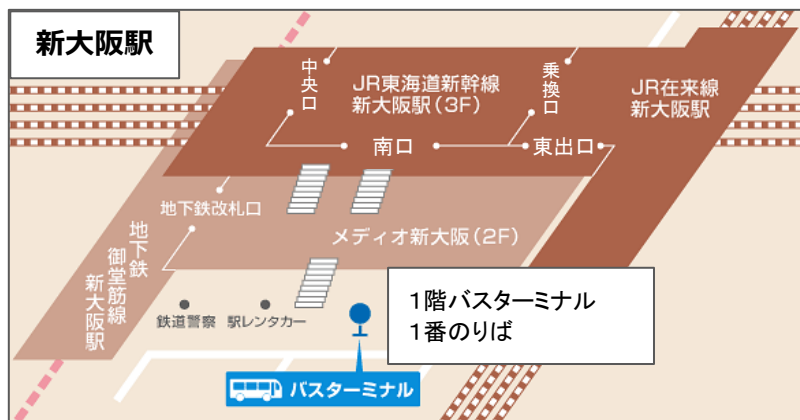 新大阪駅
中央口
JR東海道新幹線
新大阪駅(3F)
乗換口
JR在来線
新大阪駅
南口
東出口
地下鉄改札口
メディオ新大阪(2F)
地下鉄
御堂筋線
新大阪駅
1階バスターミナル
1番のりば
鉄道警察
駅レンタカー
バスターミナル